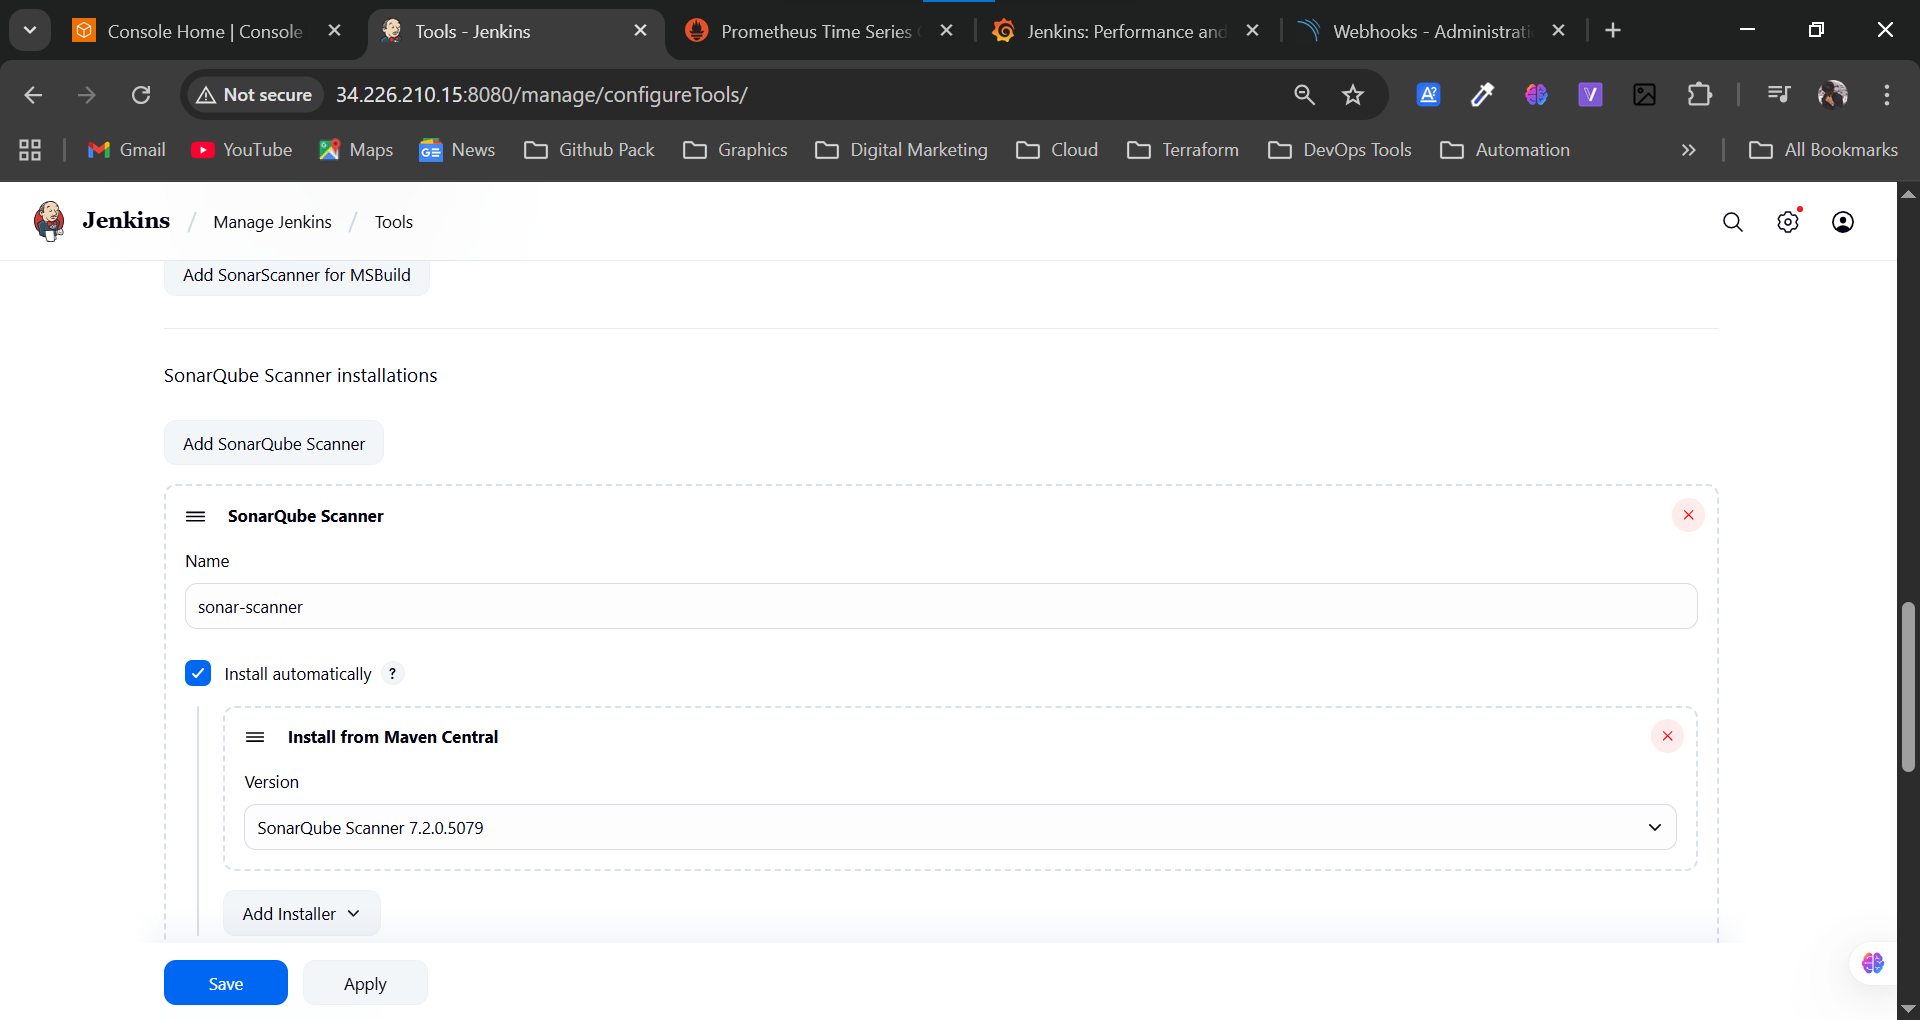 Console Home | Console
Tools - Jenkins
Prometheus Time Series
Jenkins: Performance and
Webhooks - Administrati
Not secure
34.226.210.15:8080/manage/configureTools/
Gmail
YouTube
Maps
News
Github Pack
Graphics
Digital Marketing
Cloud
Terraform
DevOps Tools
Automation
All Bookmarks
Jenkins / Manage Jenkins / Tools
Add SonarScanner for MSBuild
SonarQube Scanner installations
Add SonarQube Scanner
SonarQube Scanner
Name
sonar-scanner
Install automatically ?
Install from Maven Central
Version
SonarQube Scanner 7.2.0.5079
Add Installer
Save
Apply